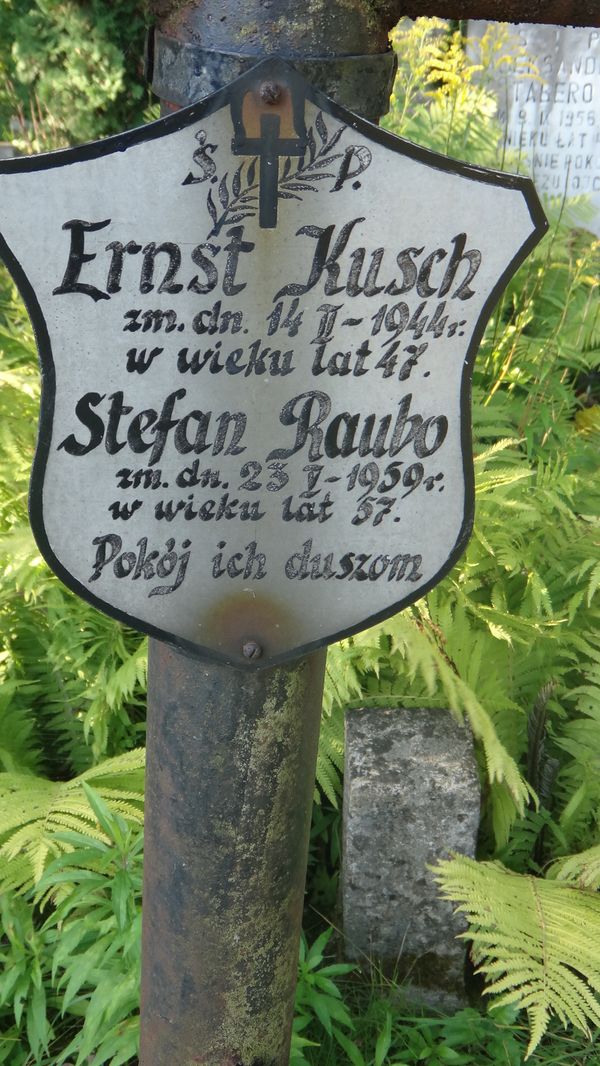 Ś. P.
Ernst Kusch
zm. dn. 14 II - 1944 r.
w wieku lat 47.
Stefan Raubo
zm. dn. 23 I - 1959 r.
w wieku lat 57.
Pokój ich duszom
1956